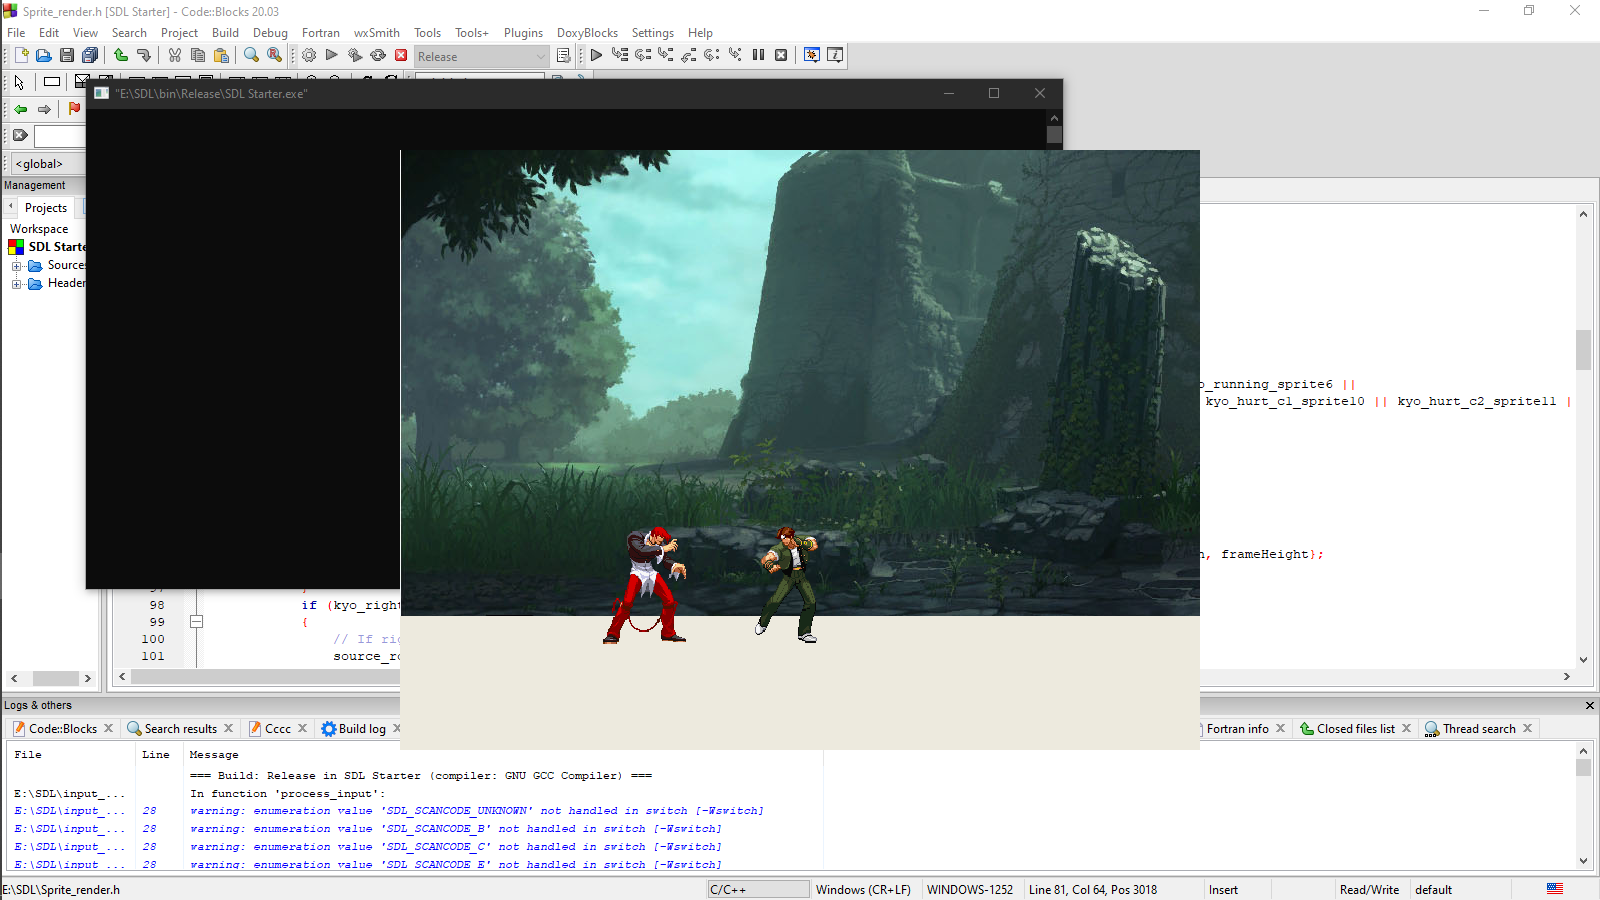 Sprite_render.h [SDL Starter] - Code::Blocks 20.03
File Edit View Search Project Build Debug Fortran wxSmith Tools Tools+ Plugins DoxyBlocks Settings Help
Release
"E:\SDL\bin\Release\SDL Starter.exe"
<global>
Management
Projects
Workspace
SDL Starte
Sources
Header
_running_sprite6 ||
kyo_hurt_c1_sprite10 || kyo_hurt_c2_sprite11 |
, frameHeight};
98 if (kyo_right
99 {
100 // If rig
101 source_re
Logs & others
Code::Blocks Search results Cccc Build log Fortran info Closed files list Thread search
File Line Message
=== Build: Release in SDL Starter (compiler: GNU GCC Compiler) ===
E:\SDL\input_... In function 'process_input':
E:\SDL\input_... 28 warning: enumeration value 'SDL_SCANCODE_UNKNOWN' not handled in switch [-Wswitch]
E:\SDL\input_... 28 warning: enumeration value 'SDL_SCANCODE_B' not handled in switch [-Wswitch]
E:\SDL\input_... 28 warning: enumeration value 'SDL_SCANCODE_C' not handled in switch [-Wswitch]
E:\SDL\input_... 28 warning: enumeration value 'SDL_SCANCODE_E' not handled in switch [-Wswitch]
E:\SDL\Sprite_render.h C/C++ Windows (CR+LF) WINDOWS-1252 Line 81, Col 64, Pos 3018 Insert Read/Write default